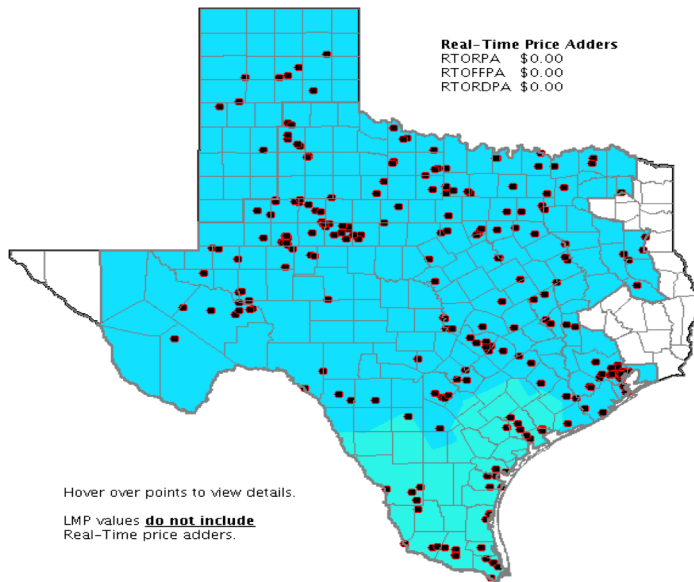 Real-Time Price Adders
RTORPA $0.00
RTOFFPA $0.00
RTORDPA $0.00
Hover over points to view details.
LMP values do not include
Real-Time price adders.